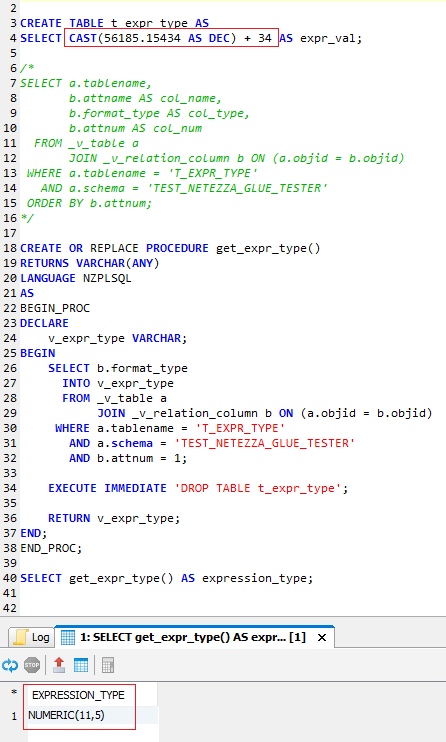 2
3 CREATE TABLE t_expr_type AS
4 SELECT CAST(56185.15434 AS DEC) + 34 AS expr_val;
5
6 /*
7 SELECT a.tablename,
8 b.attname AS col_name,
9 b.format_type AS col_type,
10 b.attnum AS col_num
11 FROM _v_table a
12 JOIN _v_relation_column b ON (a.objid = b.objid)
13 WHERE a.tablename = 'T_EXPR_TYPE'
14 AND a.schema = 'TEST_NETEZZA_GLUE_TESTER'
15 ORDER BY b.attnum;
16 */
17
18 CREATE OR REPLACE PROCEDURE get_expr_type()
19 RETURNS VARCHAR(ANY)
20 LANGUAGE NZPLSQL
21 AS
22 BEGIN_PROC
23 DECLARE
24 v_expr_type VARCHAR;
25 BEGIN
26 SELECT b.format_type
27 INTO v_expr_type
28 FROM _v_table a
29 JOIN _v_relation_column b ON (a.objid = b.objid)
30 WHERE a.tablename = 'T_EXPR_TYPE'
31 AND a.schema = 'TEST_NETEZZA_GLUE_TESTER'
32 AND b.attnum = 1;
33
34 EXECUTE IMMEDIATE 'DROP TABLE t_expr_type';
35
36 RETURN v_expr_type;
37 END;
38 END_PROC;
39
40 SELECT get_expr_type() AS expression_type;
41
42
Log 1: SELECT get_expr_type() AS expr... [1] ×
STOP
* EXPRESSION_TYPE
1 NUMERIC(11,5)